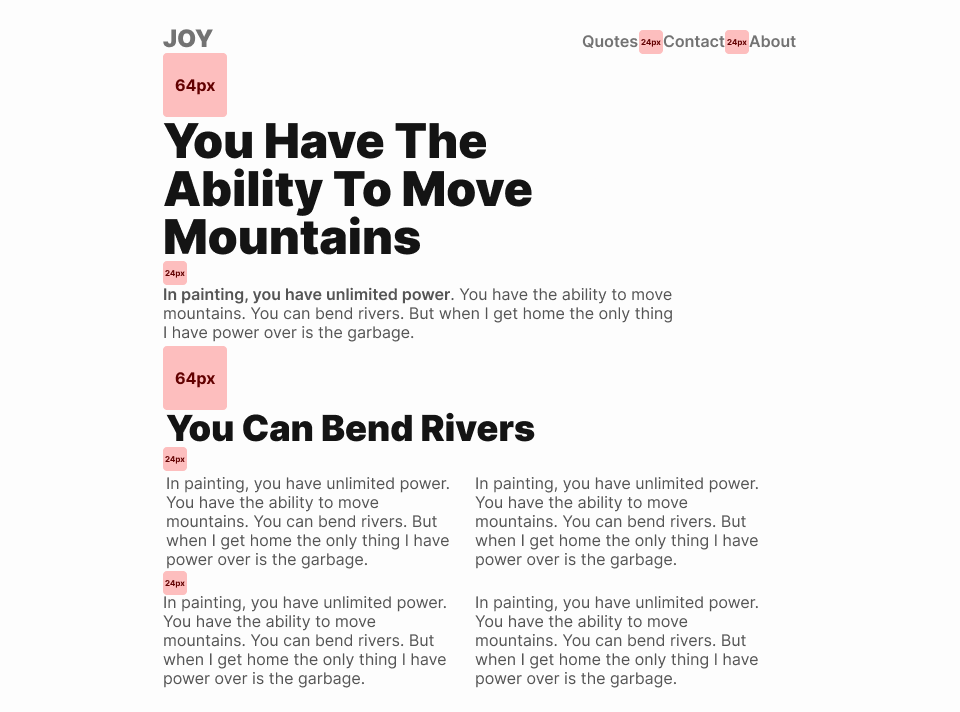 JOY
Quotes 24px Contact 24px About
64px
You Have The
Ability To Move
Mountains
24px
In painting, you have unlimited power. You have the ability to move
mountains. You can bend rivers. But when I get home the only thing
I have power over is the garbage.
64px
You Can Bend Rivers
24px
In painting, you have unlimited power.
You have the ability to move
mountains. You can bend rivers. But
when I get home the only thing I have
power over is the garbage.
In painting, you have unlimited power.
You have the ability to move
mountains. You can bend rivers. But
when I get home the only thing I have
power over is the garbage.
24px
In painting, you have unlimited power.
You have the ability to move
mountains. You can bend rivers. But
when I get home the only thing I have
power over is the garbage.
In painting, you have unlimited power.
You have the ability to move
mountains. You can bend rivers. But
when I get home the only thing I have
power over is the garbage.